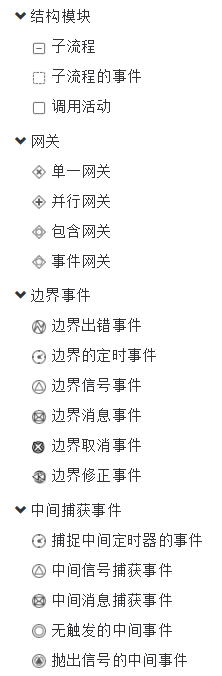 结构模块
子流程
子流程的事件
调用活动
网关
单一网关
并行网关
包含网关
事件网关
边界事件
边界出错事件
边界的定时事件
边界信号事件
边界消息事件
边界取消事件
边界修正事件
中间捕获事件
捕捉中间定时器的事件
中间信号捕获事件
中间消息捕获事件
无触发的中间事件
抛出信号的中间事件